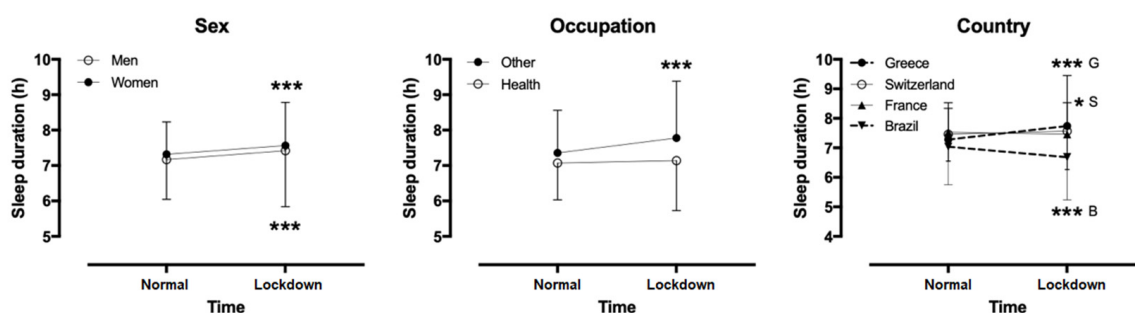 Sex
Sleep duration (h)
10
9
8
7
6
5
Men
Women
***
***
Normal Lockdown
Time
Occupation
Sleep duration (h)
10
9
8
7
6
5
Other
Health
***
Normal Lockdown
Time
Country
Sleep duration (h)
10
9
8
7
6
5
4
Greece
Switzerland
France
Brazil
*** G
* S
*** B
Normal Lockdown
Time